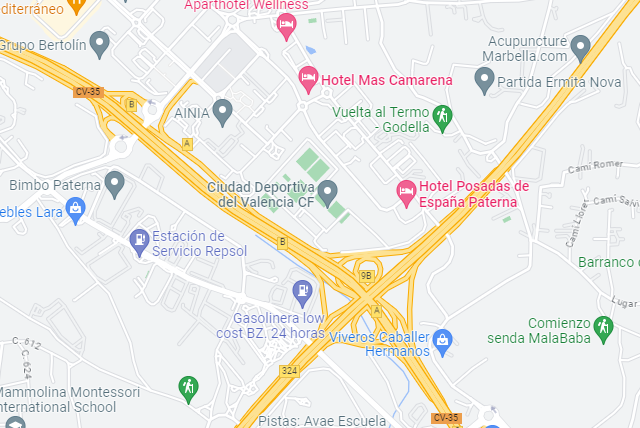 Aparthotel Wellness
diterráneo
Grupo Bertolín
Acupuncture
Marbella.com
Hotel Mas Camarena
Partida Ermita Nova
CV-35
B
AINIA
Vuelta al Termo
- Godella
A
Camí Romer
Bimbo Paterna
Ciudad Deportiva
del Valencia CF
Hotel Posadas de
España Paterna
Camí Salvi
ebles Lara
Camí Lloret
Estación de
Servicio Repsol
B
Barranco d
9B
Lugar
Gasolinera low
cost BZ. 24 horas
A
Comienzo
senda MalaBaba
Viveros Caballer
Hermanos
C. 612
C. 624
324
Mammolina Montessori
International School
CV-35
Pistas: Avae Escuela